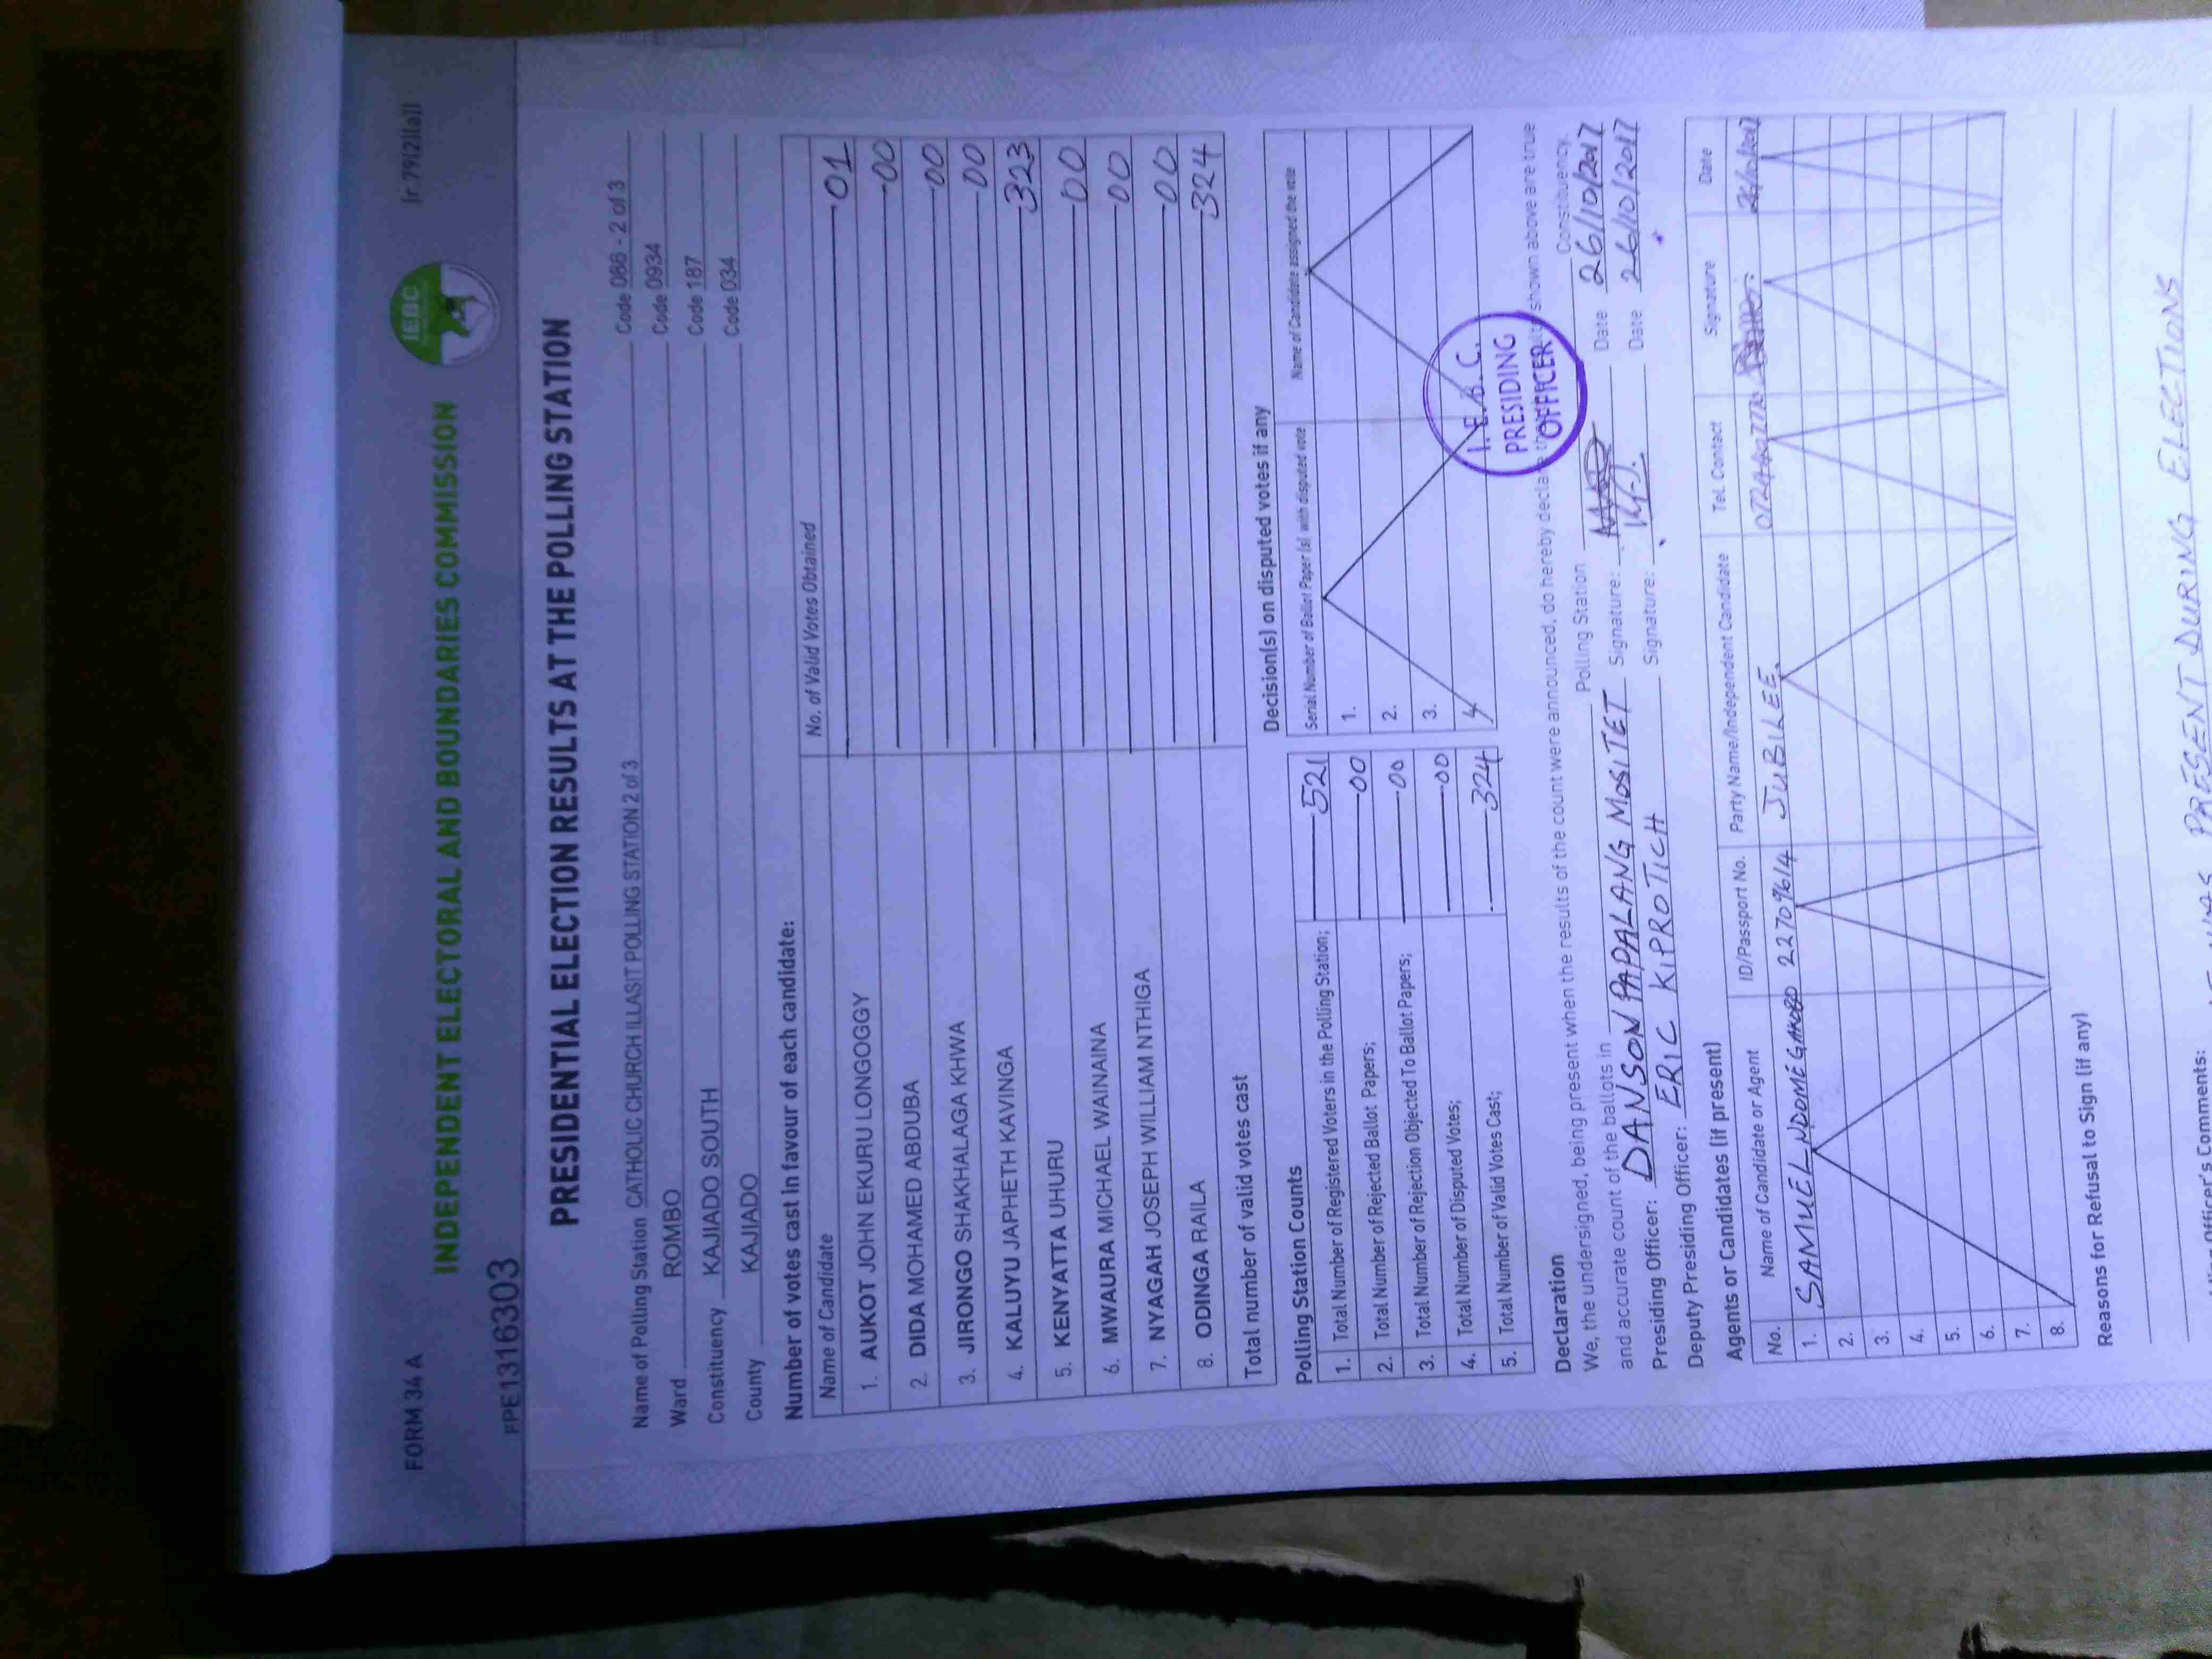 FORM 34 A [r 79(2)(a)]
IEBC
INDEPENDENT ELECTORAL AND BOUNDARIES COMMISSION
PPE1316303
PRESIDENTIAL ELECTION RESULTS AT THE POLLING STATION
Name of Polling Station CATHOLIC CHURCH ILLASIT POLLING STATION 2 of 3 Code 086 - 2 of 3
Ward ROMBO Code 0934
Constituency KAJIADO SOUTH Code 187
County KAJIADO Code 034
Number of votes cast in favour of each candidate:
Name of Candidate No. of Valid Votes Obtained
1. AUKOT JOHN EKURU LONGOGGY 01
2. DIDA MOHAMED ABDUBA 00
3. JIRONGO SHAKHALAGA KHWA 00
4. KALUYU JAPHETH KAVINGA 00
5. KENYATTA UHURU 323
6. MWAURA MICHAEL WAINAINA 00
7. NYAGAH JOSEPH WILLIAM NTHIGA 00
8. ODINGA RAILA 00
Total number of valid votes cast 324
Polling Station Counts
1. Total Number of Registered Voters in the Polling Station; 521
2. Total Number of Rejected Ballot Papers; 00
3. Total Number of Rejection Objected To Ballot Papers; 00
4. Total Number of Disputed Votes; 00
5. Total Number of Valid Votes Cast; 324
Decision(s) on disputed votes if any
Serial Number of Ballot Paper (s) with disputed vote Name of Candidate assigned the vote
1.
2.
3.
4
I.E.B.C.
PRESIDING
OFFICER
Declaration
We, the undersigned, being present when the results of the count were announced, do hereby declare shown above are true
and accurate count of the ballots in Polling Station Constituency.
Presiding Officer: DANSON PAPALANG MOSITET Signature: Date 26/10/2017
Deputy Presiding Officer: ERIC KIPROTICH Signature: Date 26/10/2017
Agents or Candidates (if present)
No. Name of Candidate or Agent ID/Passport No. Party Name/Independent Candidate Tel. Contact Signature Date
1. SAMUEL 22709614 JUBILEE 26/10/2017
2.
3.
4.
5.
6.
7.
8.
Reasons for Refusal to Sign (if any)
Officer's Comments:
PRESENT DURING ELECTIONS